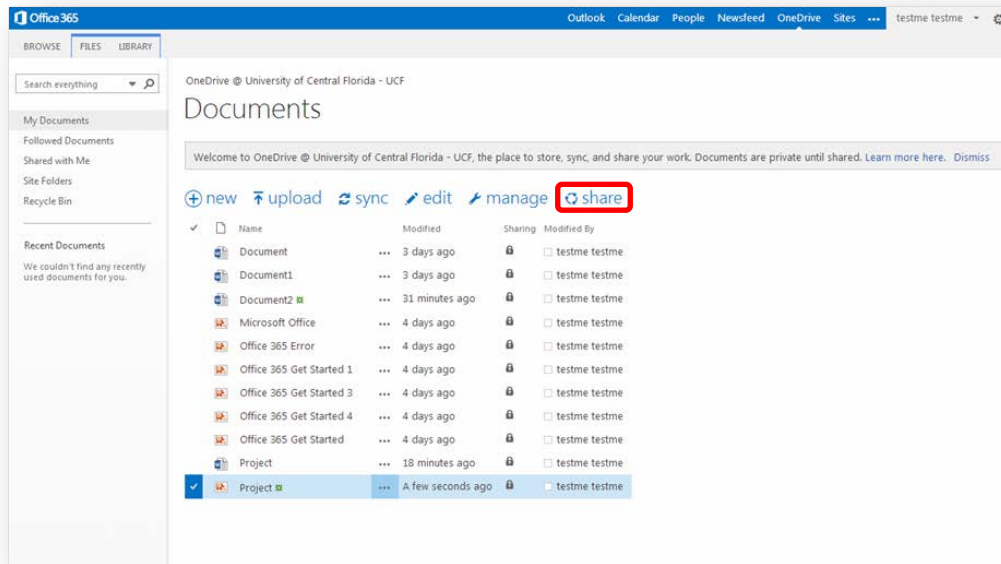 Office 365
Outlook Calendar People Newsfeed OneDrive Sites ••• testme testme
BROWSE FILES LIBRARY
Search everything
OneDrive @ University of Central Florida - UCF
Documents
My Documents
Followed Documents
Shared with Me
Site Folders
Recycle Bin
Recent Documents
We couldn't find any recently
used documents for you.
Welcome to OneDrive @ University of Central Florida - UCF, the place to store, sync, and share your work. Documents are private until shared. Learn more here. Dismiss
new upload sync edit manage share
Name Modified Sharing Modified By
Document ••• 3 days ago testme testme
Document1 ••• 3 days ago testme testme
Document2 ••• 31 minutes ago testme testme
Microsoft Office ••• 4 days ago testme testme
Office 365 Error ••• 4 days ago testme testme
Office 365 Get Started 1 ••• 4 days ago testme testme
Office 365 Get Started 3 ••• 4 days ago testme testme
Office 365 Get Started 4 ••• 4 days ago testme testme
Office 365 Get Started ••• 4 days ago testme testme
Project ••• 18 minutes ago testme testme
Project ••• A few seconds ago testme testme